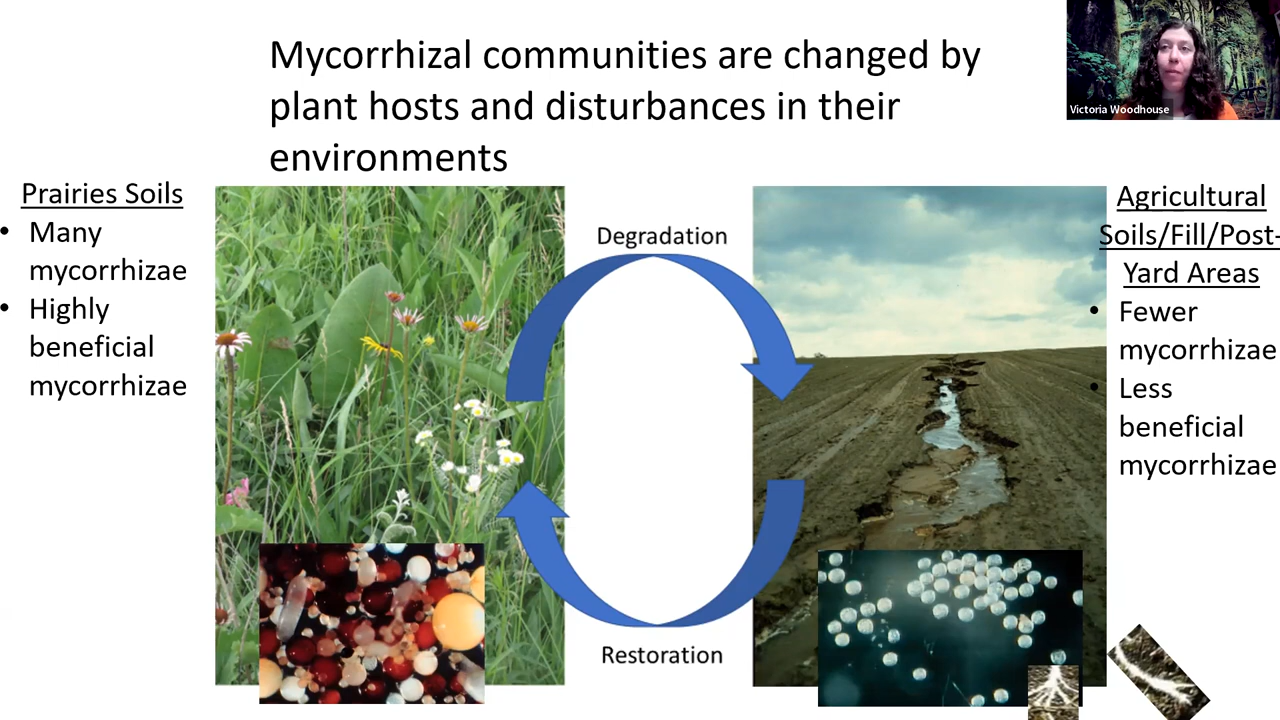 Mycorrhizal communities are changed by
plant hosts and disturbances in their
environments
Victoria Woodhouse
Prairies Soils
• Many
mycorrhizae
• Highly
beneficial
mycorrhizae
Degradation
Restoration
Agricultural
Soils/Fill/Post-
Yard Areas
• Fewer
mycorrhizae
• Less
beneficial
mycorrhizae